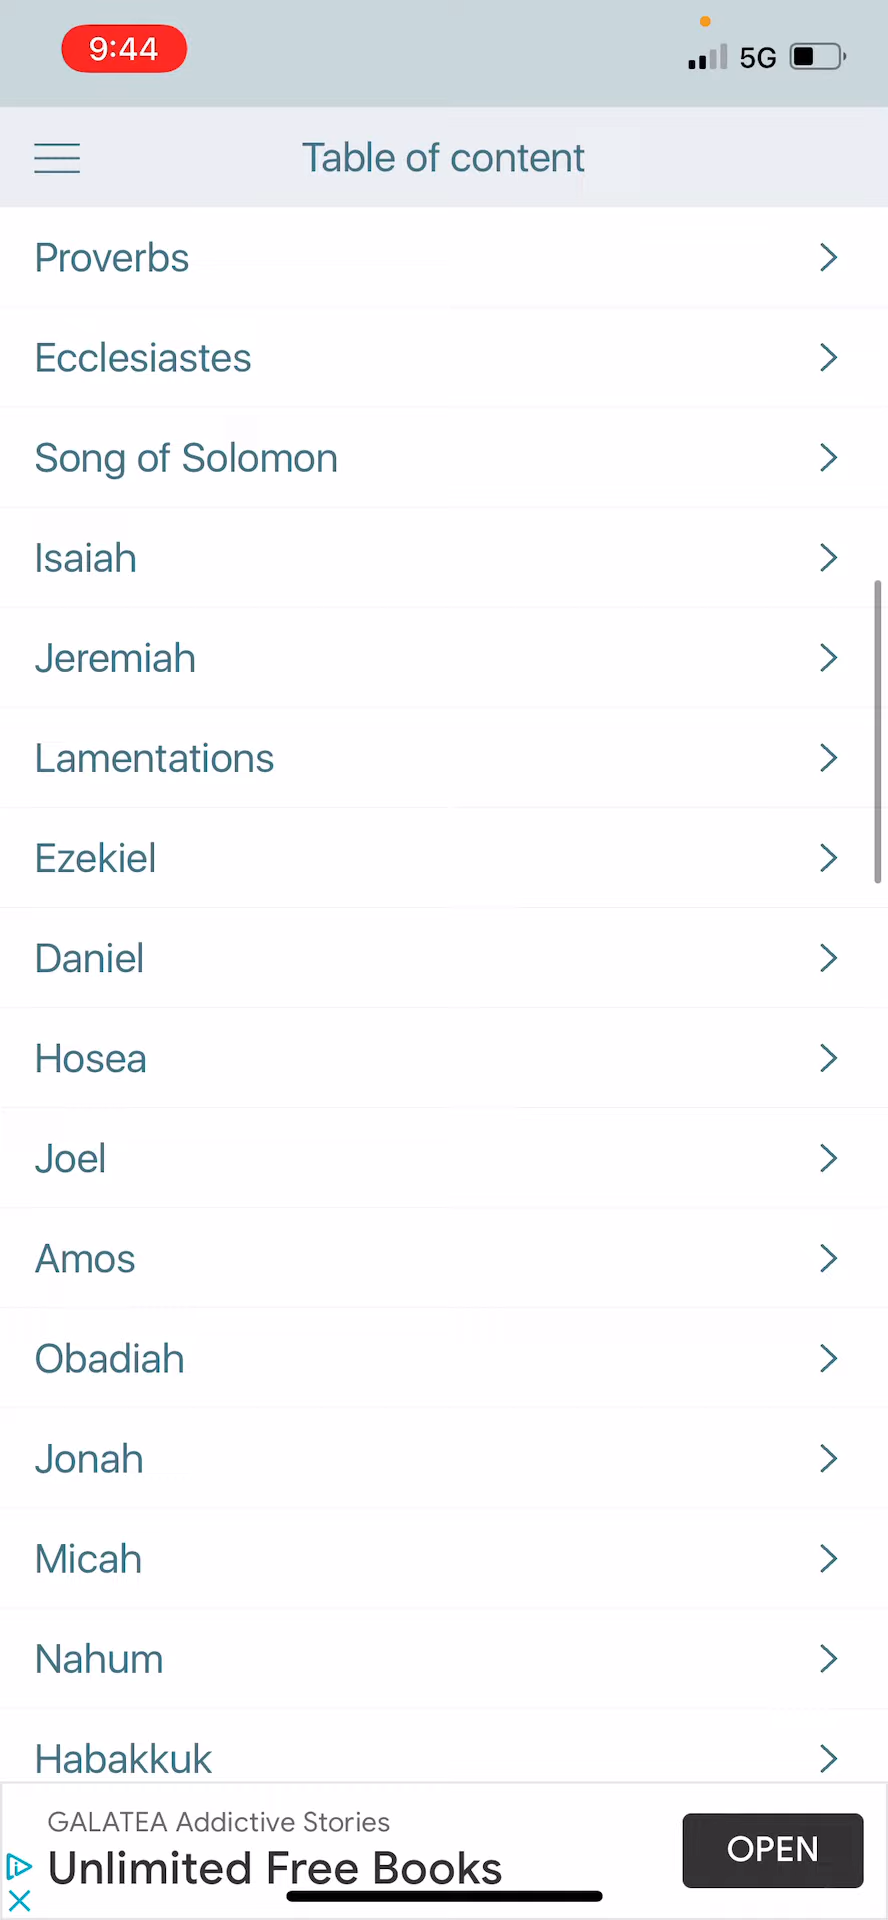 9:44
5G
Table of content
Proverbs
Ecclesiastes
Song of Solomon
Isaiah
Jeremiah
Lamentations
Ezekiel
Daniel
Hosea
Joel
Amos
Obadiah
Jonah
Micah
Nahum
Habakkuk
GALATEA Addictive Stories
Unlimited Free Books
OPEN